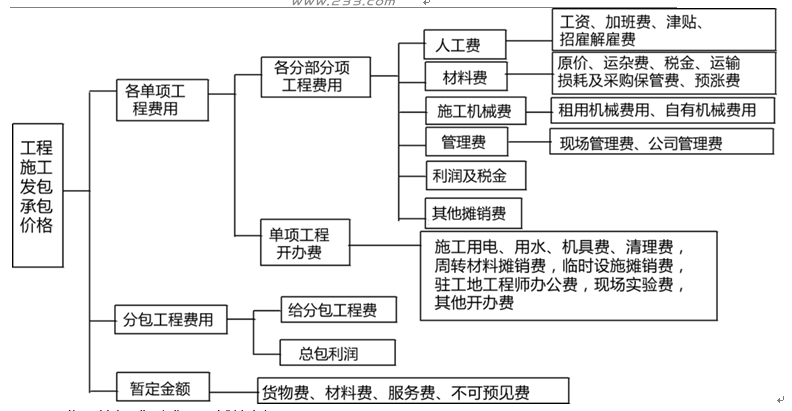 www.233.com
工程
施工
发包
承包
价格
各单项工
程费用
各分部分项
工程费用
人工费
工资、加班费、津贴、
招雇解雇费
材料费
原价、运杂费、税金、运输
损耗及采购保管费、预涨费
施工机械费
租用机械费用、自有机械费用
管理费
现场管理费、公司管理费
利润及税金
其他摊销费
单项工程
开办费
施工用电、用水、机具费、清理费，
周转材料摊销费，临时设施摊销费，
驻工地工程师办公费，现场实验费，
其他开办费
分包工程费用
给分包工程费
总包利润
暂定金额
货物费、材料费、服务费、不可预见费